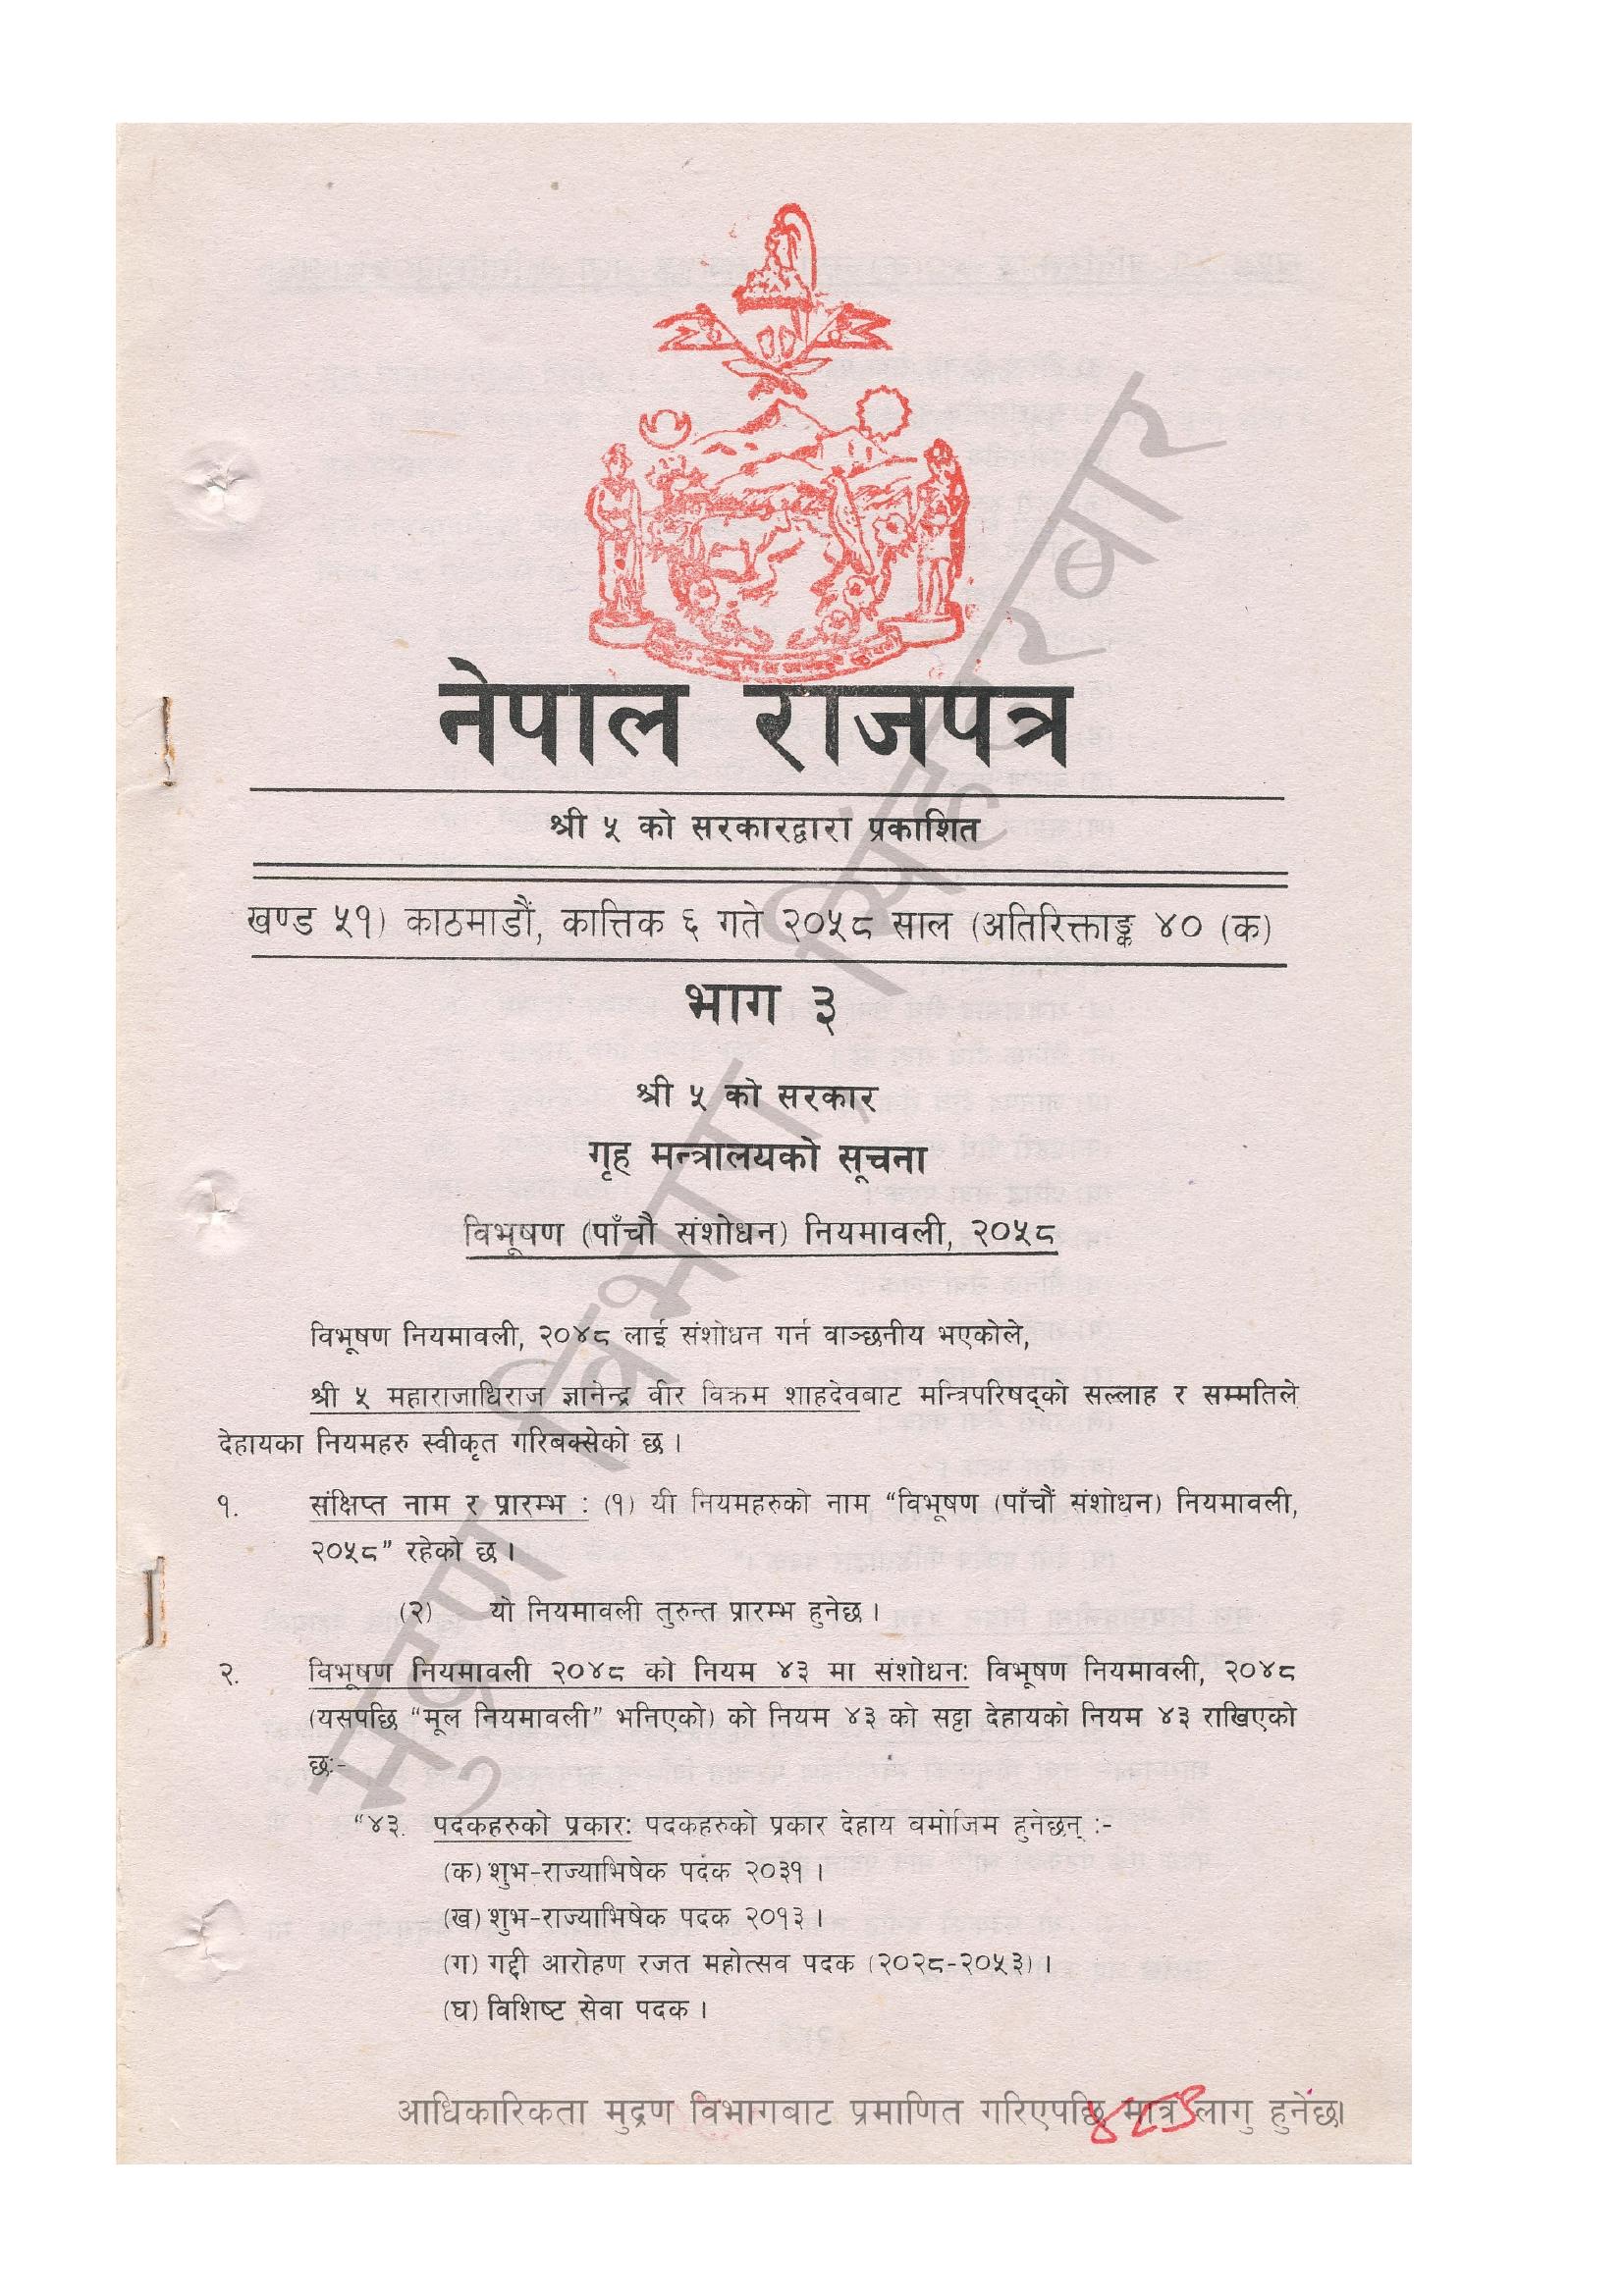 नेपाल राजपत्र
श्री ५ को सरकारद्वारा प्रकाशित
खण्ड ५१) काठमाडौं, कात्तिक ६ गते २०५८ साल (अतिरिक्ताङ्क ४० (क)
भाग ३
श्री ५ को सरकार
गृह मन्त्रालयको सूचना
विभूषण (पाँचौ संशोधन) नियमावली, २०५८
विभूषण नियमावली, २०४८ लाई संशोधन गर्न वाञ्छनीय भएकोले,
श्री ५ महाराजाधिराज ज्ञानेन्द्र वीर विक्रम शाहदेवबाट मन्त्रिपरिषद्को सल्लाह र सम्मतिले
देहायका नियमहरु स्वीकृत गरिबक्सेको छ ।
१. संक्षिप्त नाम र प्रारम्भ : (१) यी नियमहरुको नाम “विभूषण (पाँचौं संशोधन) नियमावली,
२०५८” रहेको छ ।
(२) यो नियमावली तुरुन्त प्रारम्भ हुनेछ ।
२. विभूषण नियमावली २०४८ को नियम ४३ मा संशोधन: विभूषण नियमावली, २०४८
(यसपछि “मूल नियमावली” भनिएको) को नियम ४३ को सट्टा देहायको नियम ४३ राखिएको
छ:-
“४३. पदकहरुको प्रकार: पदकहरुको प्रकार देहाय वमोजिम हुनेछन् :-
(क) शुभ-राज्याभिषेक पदक २०३१ ।
(ख) शुभ-राज्याभिषेक पदक २०१३ ।
(ग) गद्दी आरोहण रजत महोत्सव पदक (२०२८-२०५३) ।
(घ) विशिष्ट सेवा पदक ।
आधिकारिकता मुद्रण विभागबाट प्रमाणित गरिएपछि मात्र लागु हुनेछ।
मुद्रण विभाग, सिंहदरबार